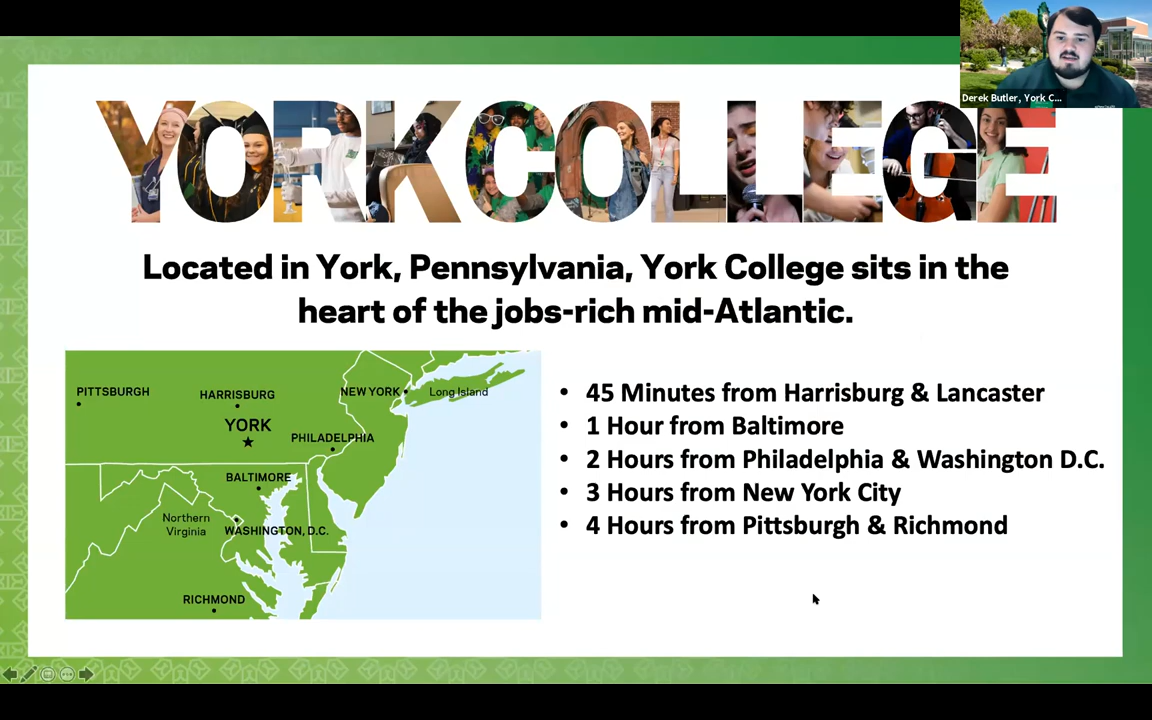 Derek Butler, York C...
YORK COLLEGE
Located in York, Pennsylvania, York College sits in the
heart of the jobs-rich mid-Atlantic.
PITTSBURGH
HARRISBURG
NEW YORK
Long Island
YORK
PHILADELPHIA
BALTIMORE
Northern
Virginia
WASHINGTON, D.C.
RICHMOND
• 45 Minutes from Harrisburg & Lancaster
• 1 Hour from Baltimore
• 2 Hours from Philadelphia & Washington D.C.
• 3 Hours from New York City
• 4 Hours from Pittsburgh & Richmond